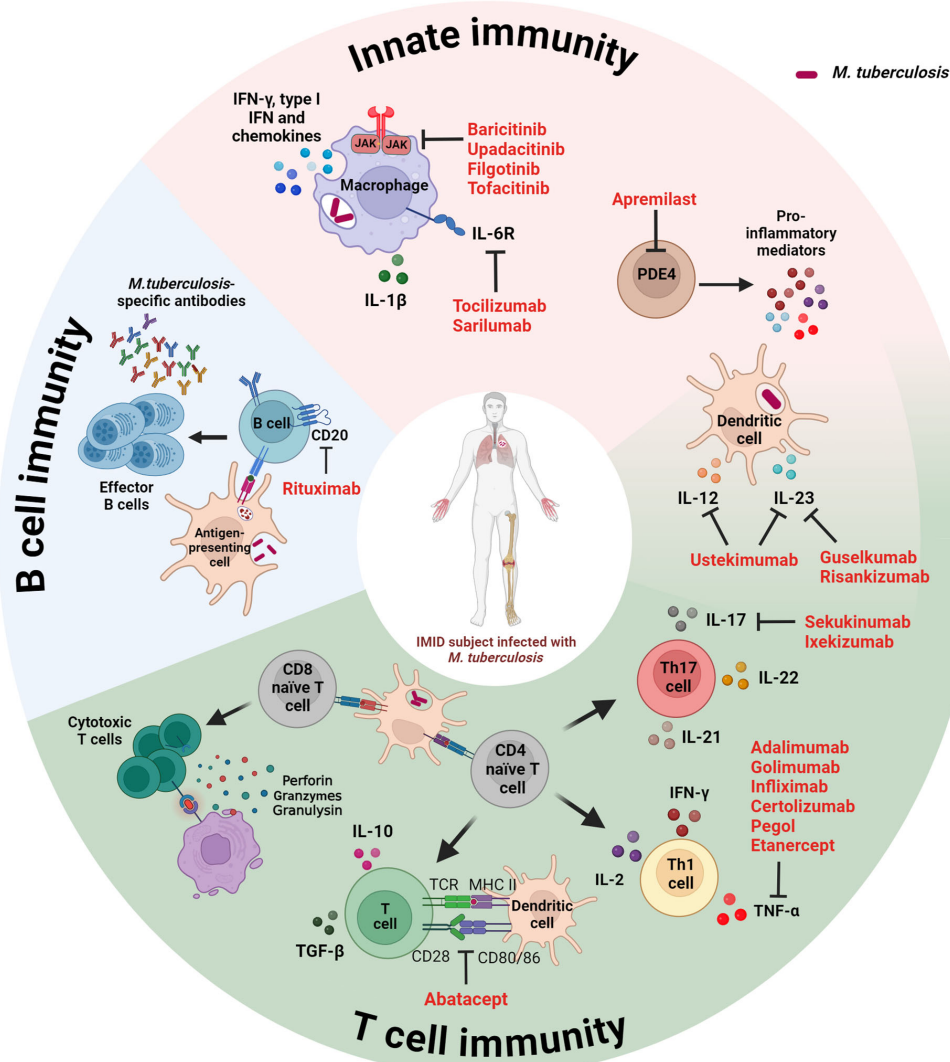 Innate immunity
M. tuberculosis
IFN-γ, type I
IFN and
chemokines
JAK JAK
Macrophage
Baricitinib
Upadacitinib
Filgotinib
Tofacitinib
IL-6R
IL-1β
Tocilizumab
Sarilumab
Apremilast
PDE4
Pro-
inflammatory
mediators
Dendritic
cell
IL-12
IL-23
Ustekimumab
Guselkumab
Risankizumab
B cell immunity
M.tuberculosis-
specific antibodies
B cell
CD20
Rituximab
Effector
B cells
Antigen-
presenting
cell
IMID subject infected with
M. tuberculosis
T cell immunity
CD8
naïve T
cell
Cytotoxic
T cells
Perforin
Granzymes
Granulysin
CD4
naïve T
cell
IL-17
Sekukinumab
Ixekizumab
Th17
cell
IL-22
IL-21
Adalimumab
Golimumab
Infliximab
Certolizumab
Pegol
Etanercept
IFN-γ
IL-2
Th1
cell
TNF-α
IL-10
TGF-β
T
cell
TCR MHC II
Dendritic
cell
CD28 CD80/86
Abatacept